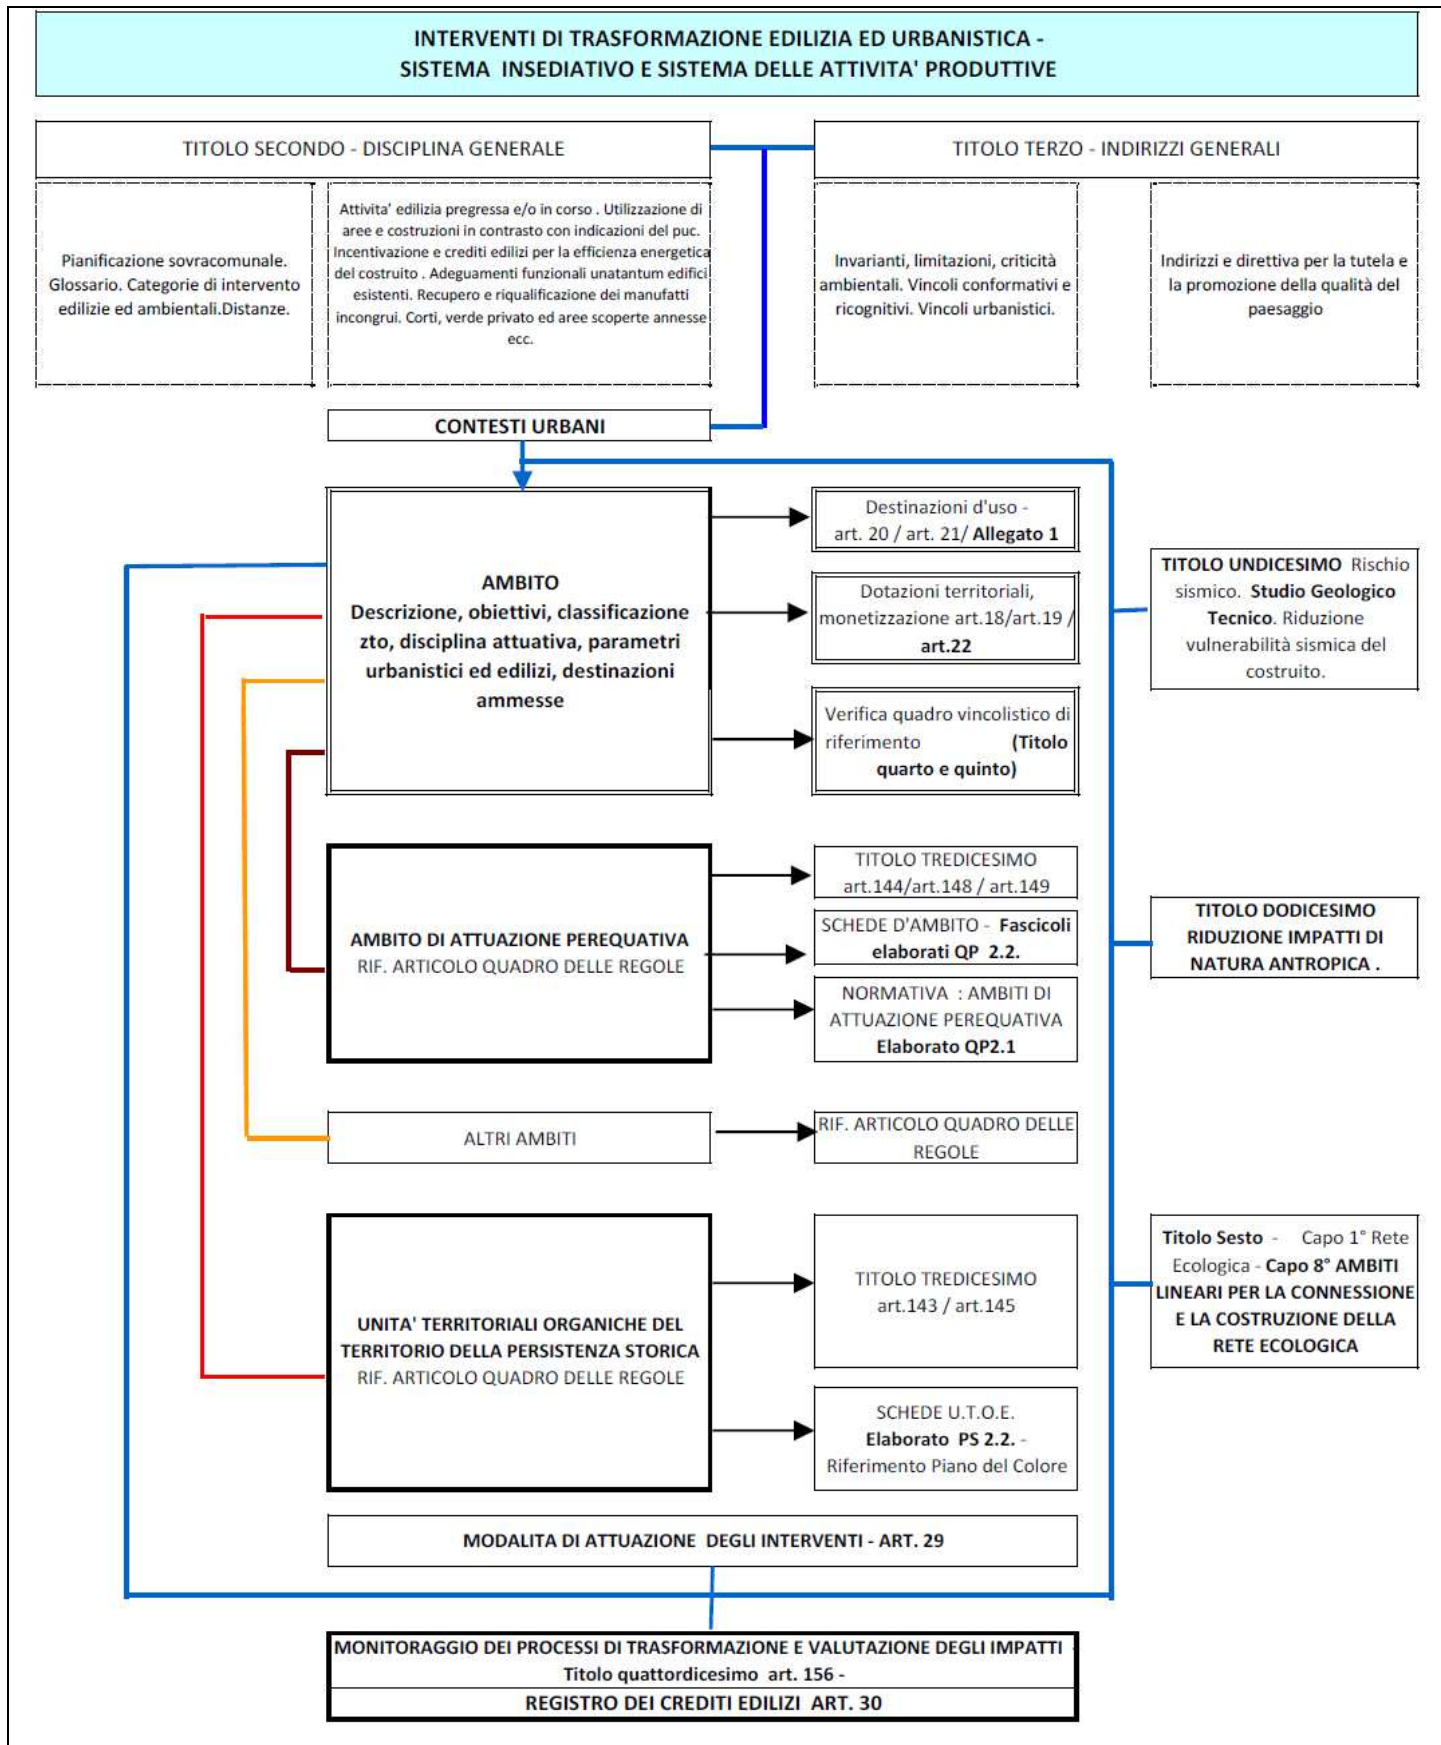 INTERVENTI DI TRASFORMAZIONE EDILIZIA ED URBANISTICA -
SISTEMA INSEDIATIVO E SISTEMA DELLE ATTIVITA' PRODUTTIVE
TITOLO SECONDO - DISCIPLINA GENERALE
TITOLO TERZO - INDIRIZZI GENERALI
Pianificazione sovracomunale.
Glossario. Categorie di intervento
edilizie ed ambientali.Distanze.
Attivita' edilizia pregressa e/o in corso . Utilizzazione di
aree e costruzioni in contrasto con indicazioni del puc.
Incentivazione e crediti edilizi per la efficienza energetica
del costruito . Adeguamenti funzionali unatantum edifici
esistenti. Recupero e riqualificazione dei manufatti
incongrui. Corti, verde privato ed aree scoperte annesse
ecc.
Invarianti, limitazioni, criticità
ambientali. Vincoli conformativi e
ricognitivi. Vincoli urbanistici.
Indirizzi e direttiva per la tutela e
la promozione della qualità del
paesaggio
CONTESTI URBANI
AMBITO
Descrizione, obiettivi, classificazione
zto, disciplina attuativa, parametri
urbanistici ed edilizi, destinazioni
ammesse
Destinazioni d'uso -
art. 20 / art. 21/ Allegato 1
Dotazioni territoriali,
monetizzazione art.18/art.19 /
art.22
Verifica quadro vincolistico di
riferimento (Titolo
quarto e quinto)
TITOLO UNDICESIMO Rischio
sismico. Studio Geologico
Tecnico. Riduzione
vulnerabilità sismica del
costruito.
AMBITO DI ATTUAZIONE PEREQUATIVA
RIF. ARTICOLO QUADRO DELLE REGOLE
TITOLO TREDICESIMO
art.144/art.148 / art.149
SCHEDE D'AMBITO - Fascicoli
elaborati QP 2.2.
NORMATIVA : AMBITI DI
ATTUAZIONE PEREQUATIVA
Elaborato QP2.1
TITOLO DODICESIMO
RIDUZIONE IMPATTI DI
NATURA ANTROPICA .
ALTRI AMBITI
RIF. ARTICOLO QUADRO DELLE
REGOLE
UNITA' TERRITORIALI ORGANICHE DEL
TERRITORIO DELLA PERSISTENZA STORICA
RIF. ARTICOLO QUADRO DELLE REGOLE
TITOLO TREDICESIMO
art.143 / art.145
SCHEDE U.T.O.E.
Elaborato PS 2.2. -
Riferimento Piano del Colore
Titolo Sesto - Capo 1° Rete
Ecologica - Capo 8° AMBITI
LINEARI PER LA CONNESSIONE
E LA COSTRUZIONE DELLA
RETE ECOLOGICA
MODALITA DI ATTUAZIONE DEGLI INTERVENTI - ART. 29
MONITORAGGIO DEI PROCESSI DI TRASFORMAZIONE E VALUTAZIONE DEGLI IMPATTI -
Titolo quattordicesimo art. 156 -
REGISTRO DEI CREDITI EDILIZI ART. 30